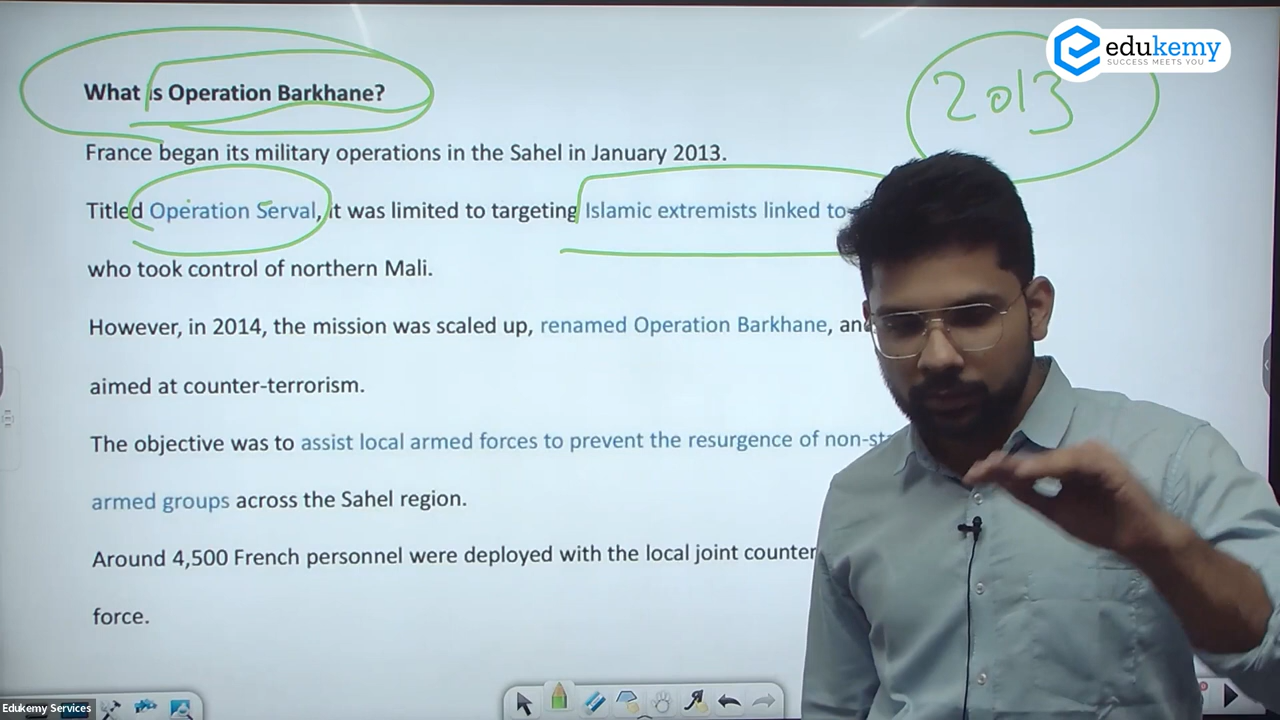 edukemy
SUCCESS MEETS YOU
2013
What is Operation Barkhane?
France began its military operations in the Sahel in January 2013.
Titled Operation Serval, it was limited to targeting Islamic extremists linked to
who took control of northern Mali.
However, in 2014, the mission was scaled up, renamed Operation Barkhane, and
aimed at counter-terrorism.
The objective was to assist local armed forces to prevent the resurgence of non-st
armed groups across the Sahel region.
Around 4,500 French personnel were deployed with the local joint counter
force.
Edukemy Services